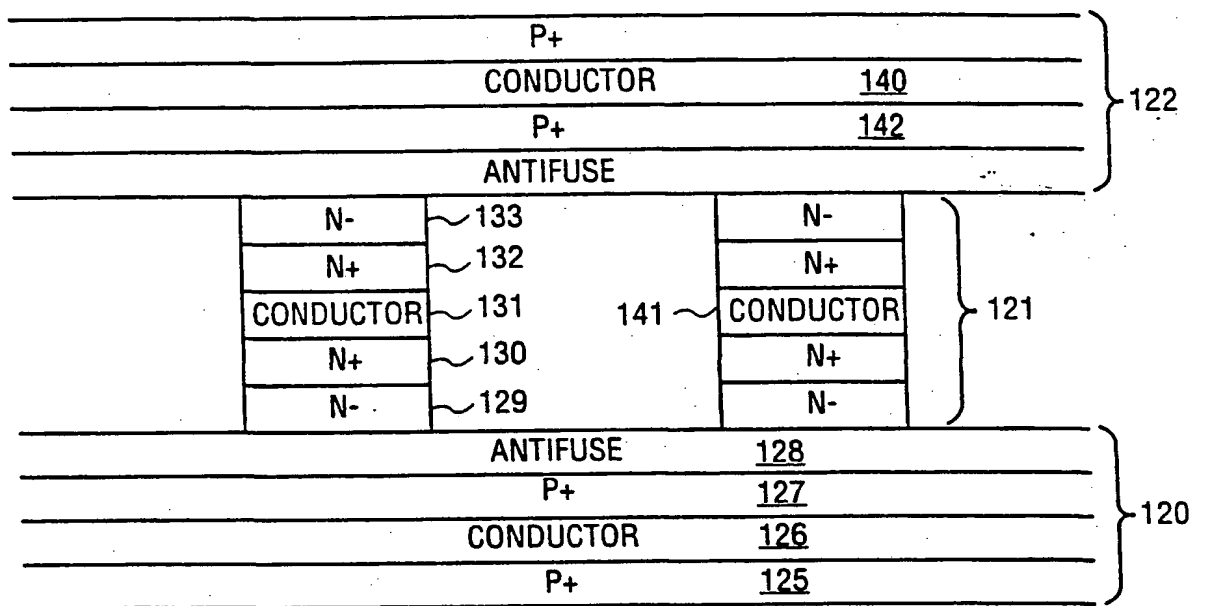 P+
CONDUCTOR 140
122
P+ 142
ANTIFUSE
N- 133 N-
N+ 132 N+
CONDUCTOR 131 141 CONDUCTOR 121
N+ 130 N+
N- 129 N-
ANTIFUSE 128
P+ 127
120
CONDUCTOR 126
P+ 125